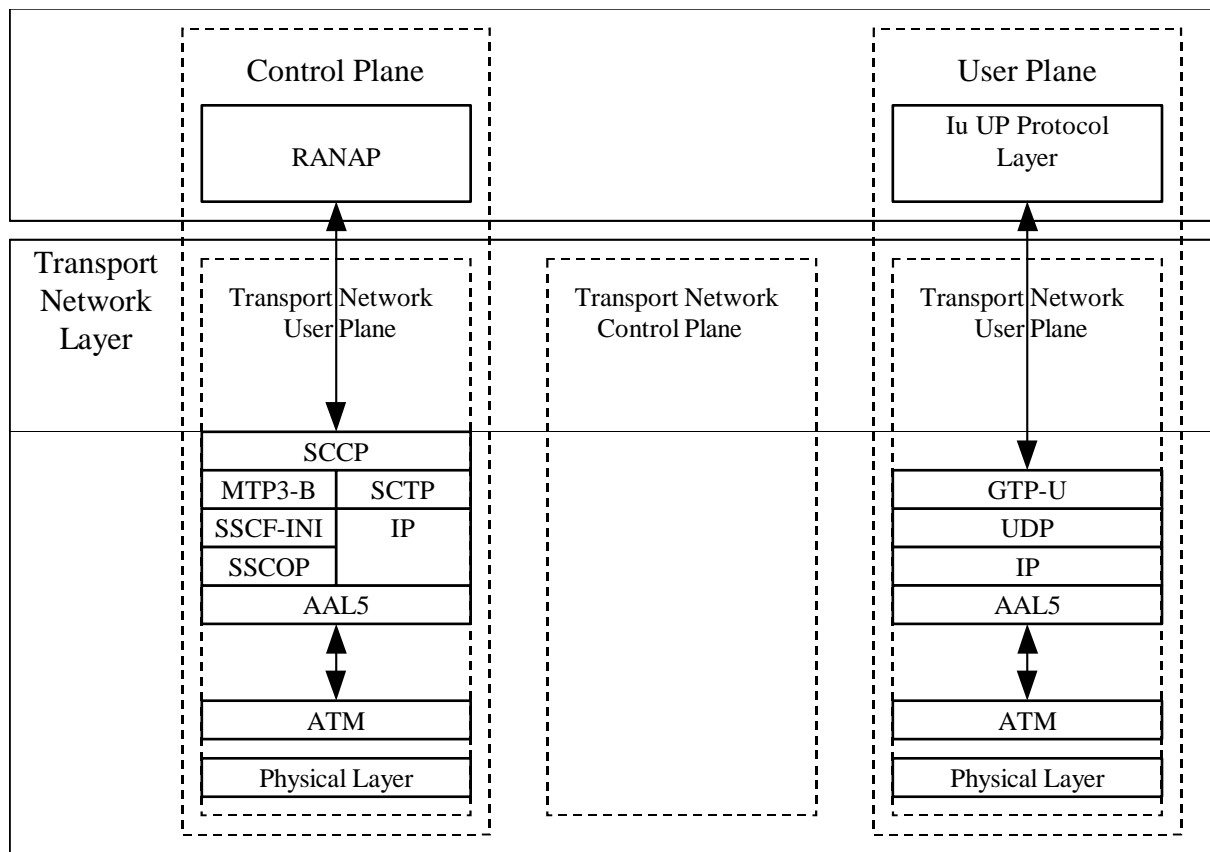 Control Plane
User Plane
RANAP
Iu UP Protocol
Layer
Transport
Network
Layer
Transport Network
User Plane
Transport Network
Control Plane
Transport Network
User Plane
SCCP
MTP3-B
SCTP
SSCF-INI
IP
SSCOP
AAL5
ATM
Physical Layer
GTP-U
UDP
IP
AAL5
ATM
Physical Layer